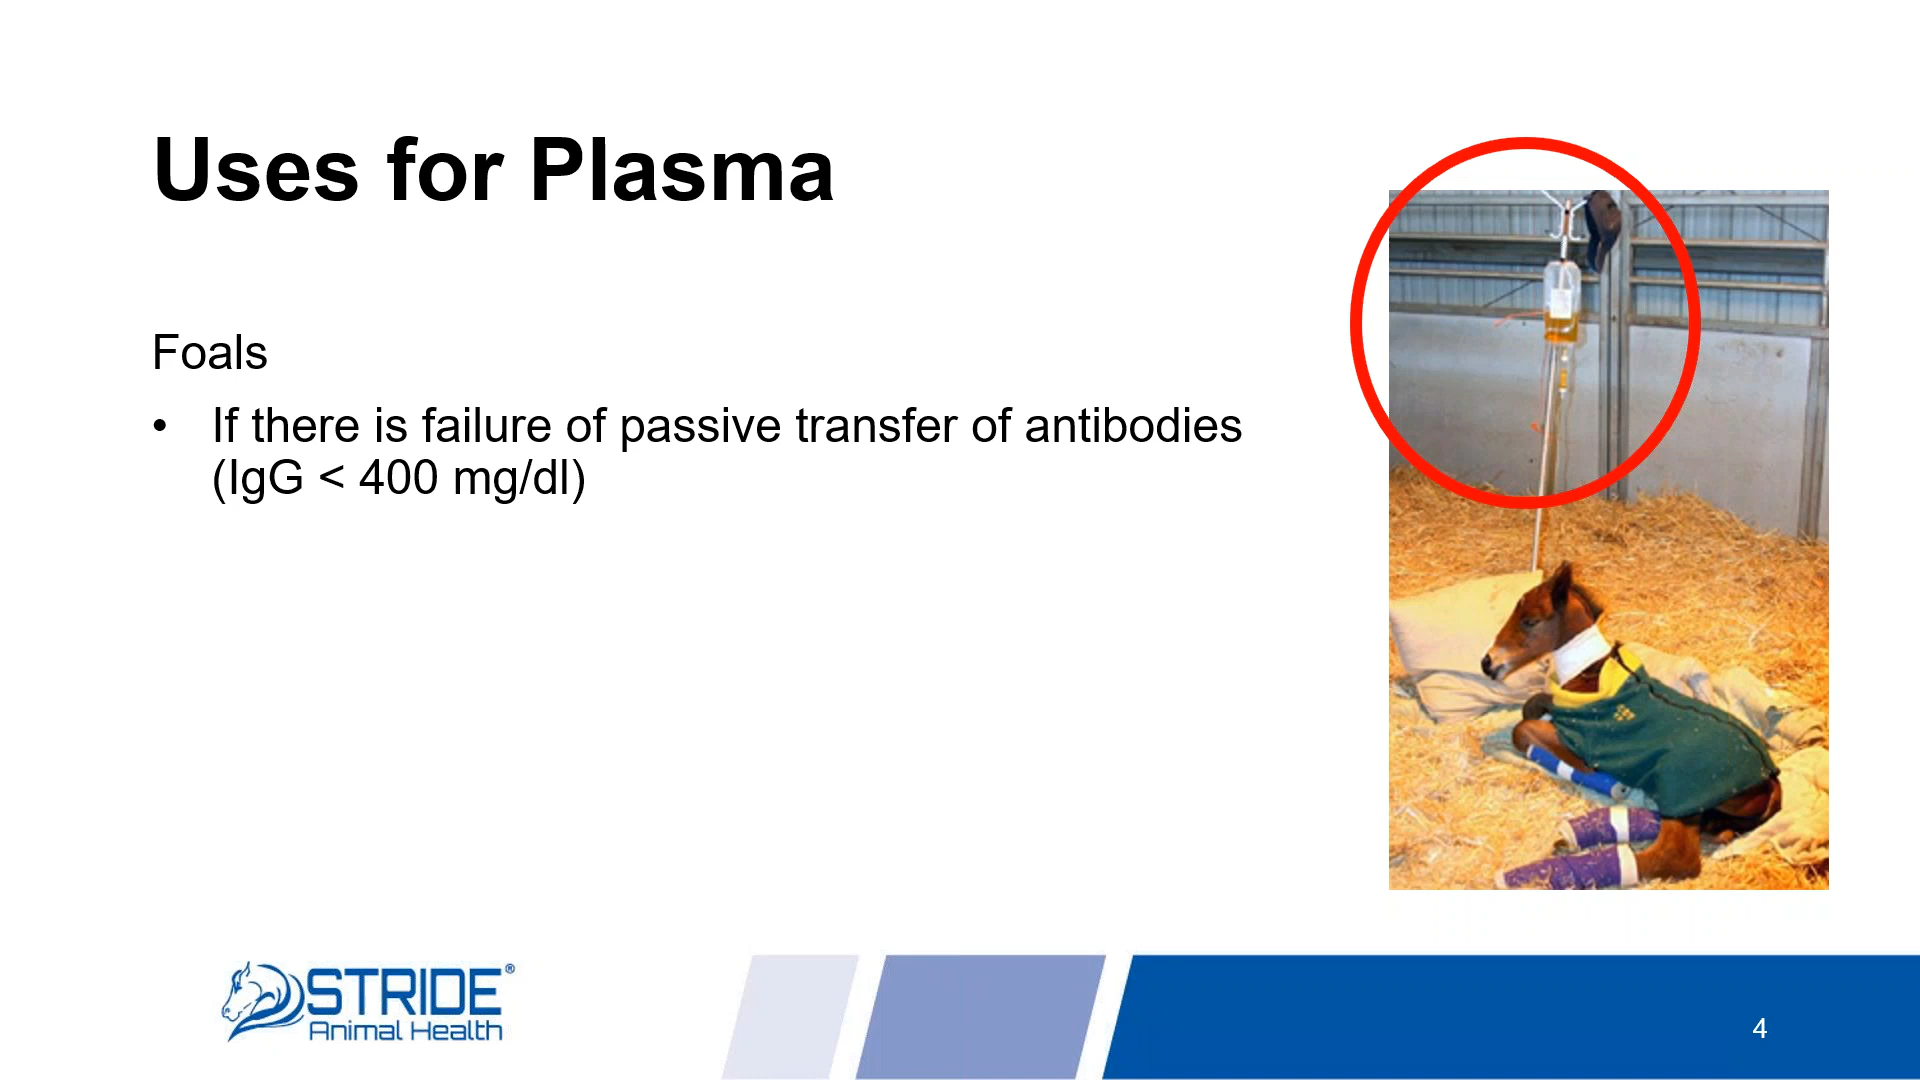 Uses for Plasma
Foals
• If there is failure of passive transfer of antibodies
(IgG < 400 mg/dl)
STRIDE®
Animal Health
4